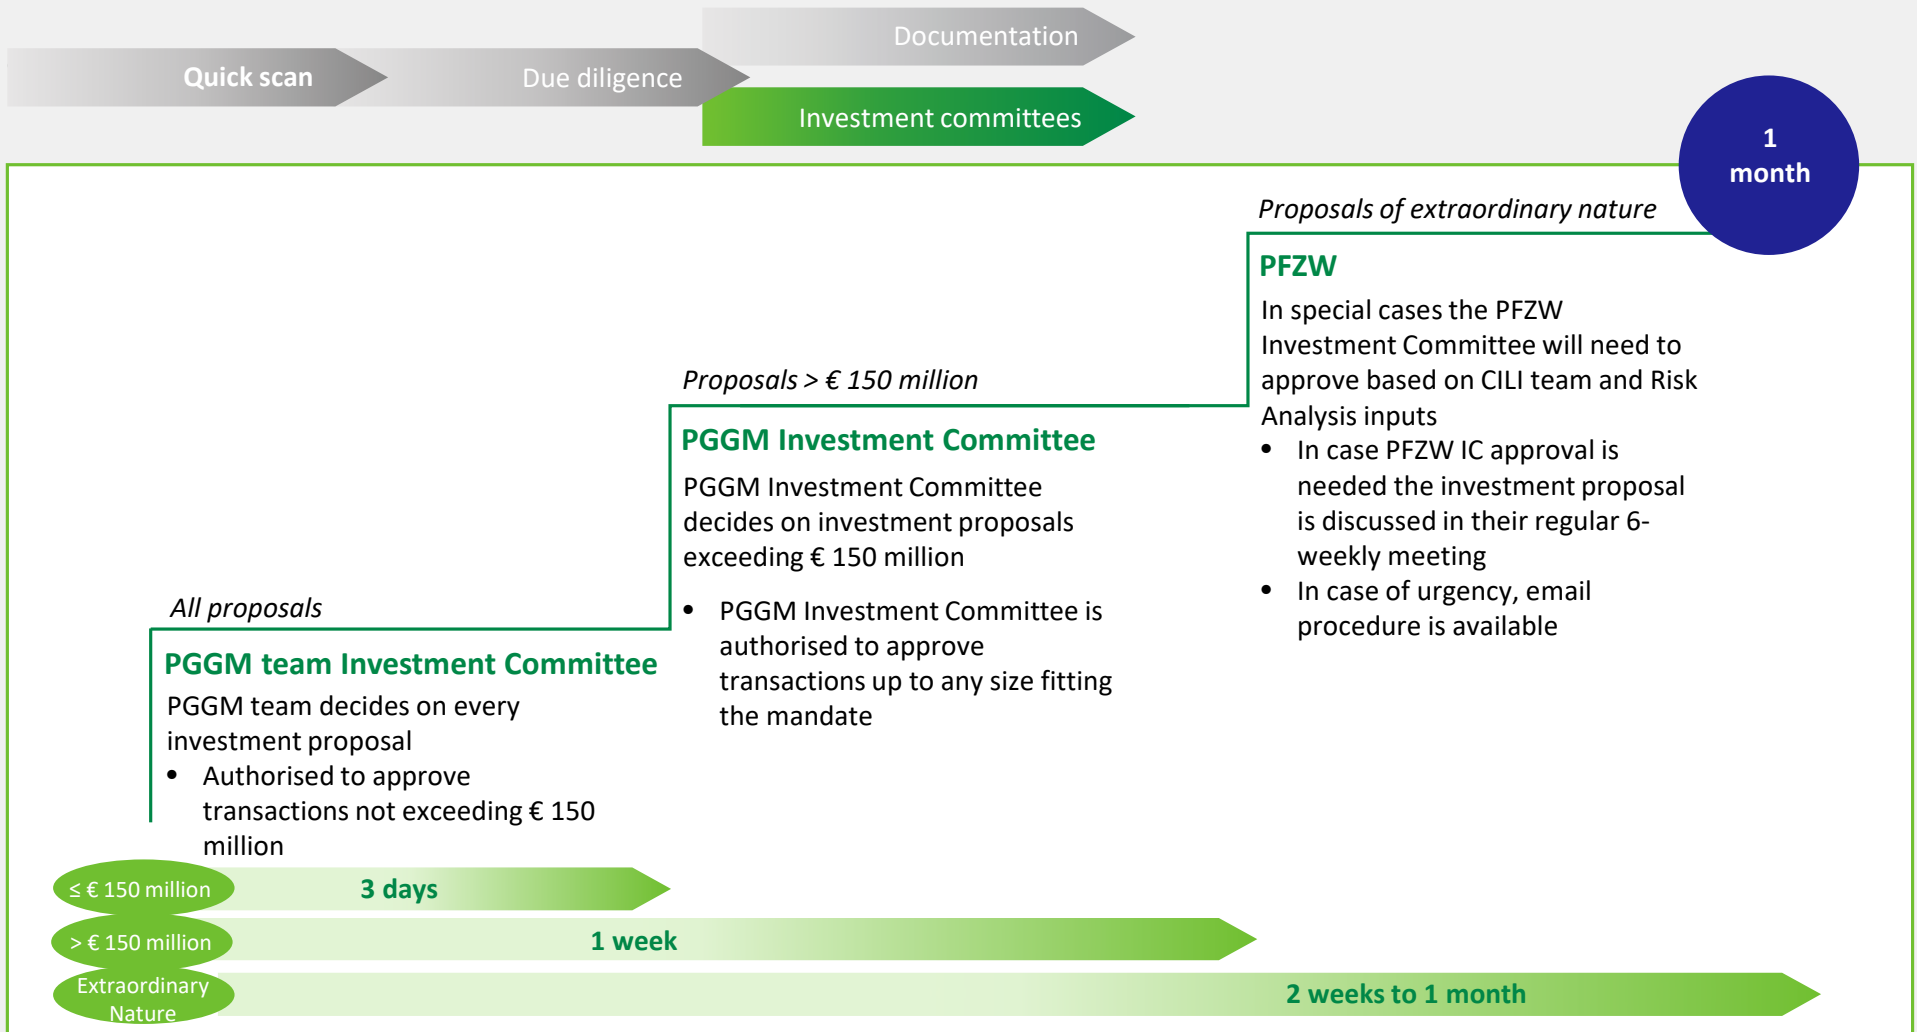 Documentation
Quick scan
Due diligence
Investment committees
1
month
Proposals of extraordinary nature
PFZW
In special cases the PFZW
Investment Committee will need to
approve based on CILI team and Risk
Analysis inputs
• In case PFZW IC approval is
needed the investment proposal
is discussed in their regular 6-
weekly meeting
• In case of urgency, email
procedure is available
Proposals > € 150 million
PGGM Investment Committee
PGGM Investment Committee
decides on investment proposals
exceeding € 150 million
• PGGM Investment Committee is
authorised to approve
transactions up to any size fitting
the mandate
All proposals
PGGM team Investment Committee
PGGM team decides on every
investment proposal
• Authorised to approve
transactions not exceeding € 150
million
≤ € 150 million
3 days
> € 150 million
1 week
Extraordinary
Nature
2 weeks to 1 month